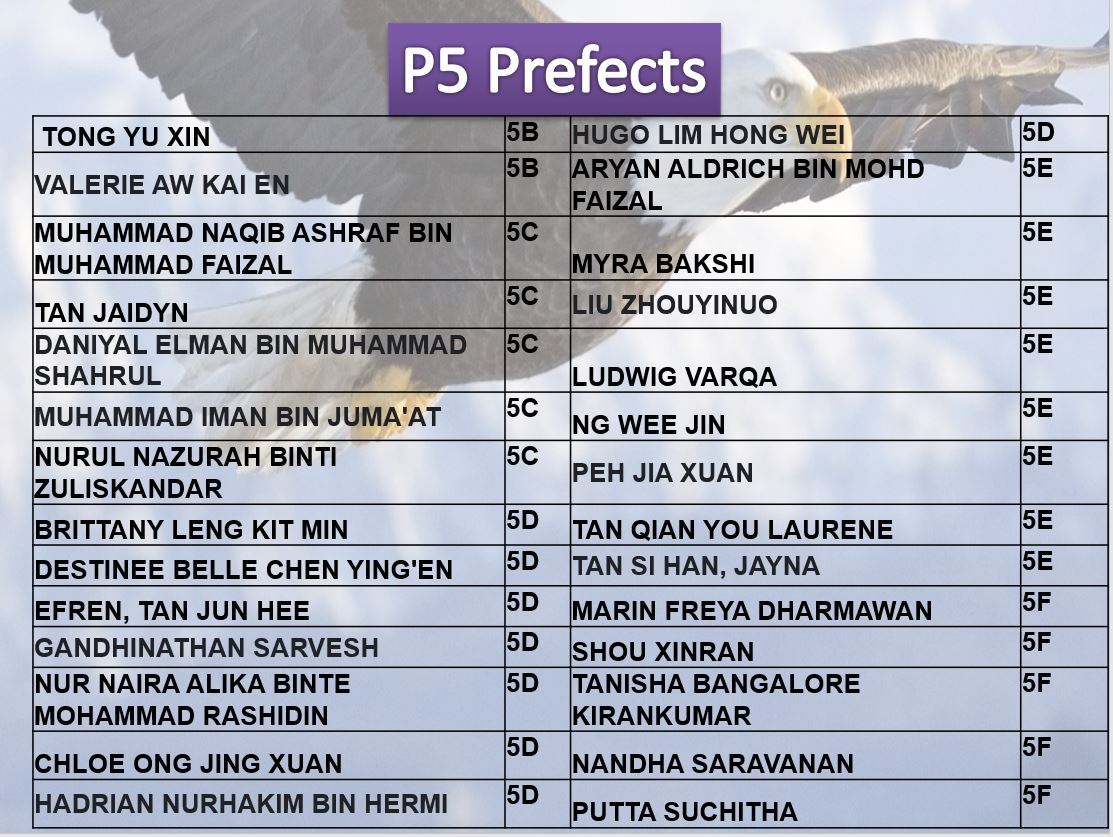 P5 Prefects
TONG YU XIN 5B HUGO LIM HONG WEI 5D
VALERIE AW KAI EN 5B ARYAN ALDRICH BIN MOHD
FAIZAL 5E
MUHAMMAD NAQIB ASHRAF BIN
MUHAMMAD FAIZAL 5C MYRA BAKSHI 5E
TAN JAIDYN 5C LIU ZHOUYINUO 5E
DANIYAL ELMAN BIN MUHAMMAD
SHAHRUL 5C LUDWIG VARQA 5E
MUHAMMAD IMAN BIN JUMA'AT 5C NG WEE JIN 5E
NURUL NAZURAH BINTI
ZULISKANDAR 5C PEH JIA XUAN 5E
BRITTANY LENG KIT MIN 5D TAN QIAN YOU LAURENE 5E
DESTINEE BELLE CHEN YING'EN 5D TAN SI HAN, JAYNA 5E
EFREN, TAN JUN HEE 5D MARIN FREYA DHARMAWAN 5F
GANDHINATHAN SARVESH 5D SHOU XINRAN 5F
NUR NAIRA ALIKA BINTE
MOHAMMAD RASHIDIN 5D TANISHA BANGALORE
KIRANKUMAR 5F
CHLOE ONG JING XUAN 5D NANDHA SARAVANAN 5F
HADRIAN NURHAKIM BIN HERMI 5D PUTTA SUCHITHA 5F